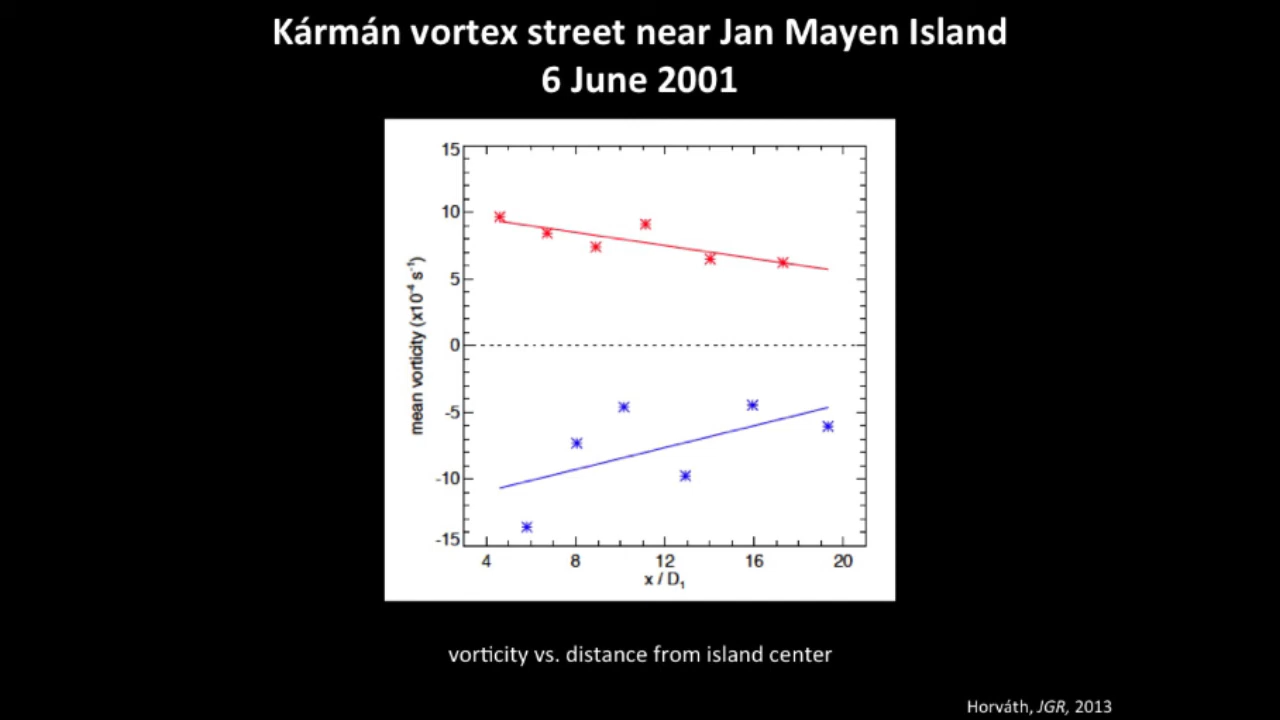 Kármán vortex street near Jan Mayen Island
6 June 2001
15
10
5
0
-5
-10
-15
mean vorticity (x10⁻⁴ s⁻¹)
4 8 12 16 20
x / D₁
vorticity vs. distance from island center
Horváth, JGR, 2013